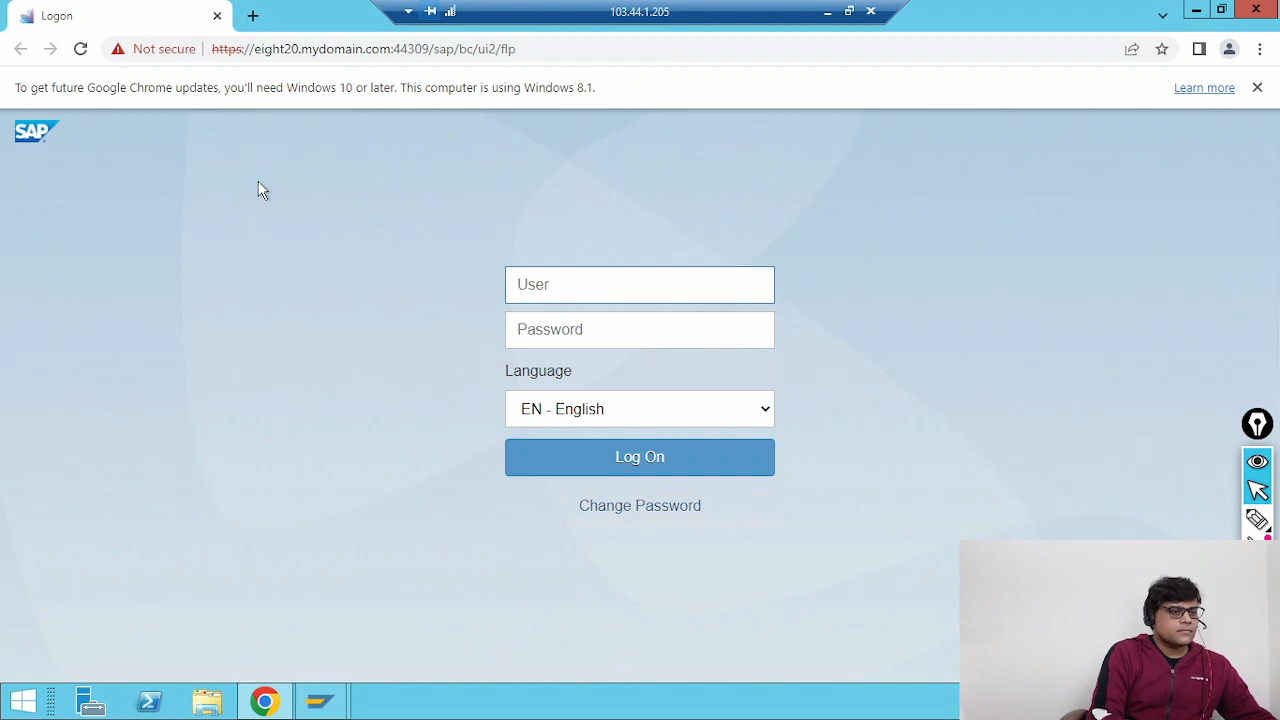 Logon
103.44.1.205
Not secure
https://eight20.mydomain.com:44309/sap/bc/ui2/flp
To get future Google Chrome updates, you'll need Windows 10 or later. This computer is using Windows 8.1.
Learn more
SAP
User
Password
Language
EN - English
Log On
Change Password